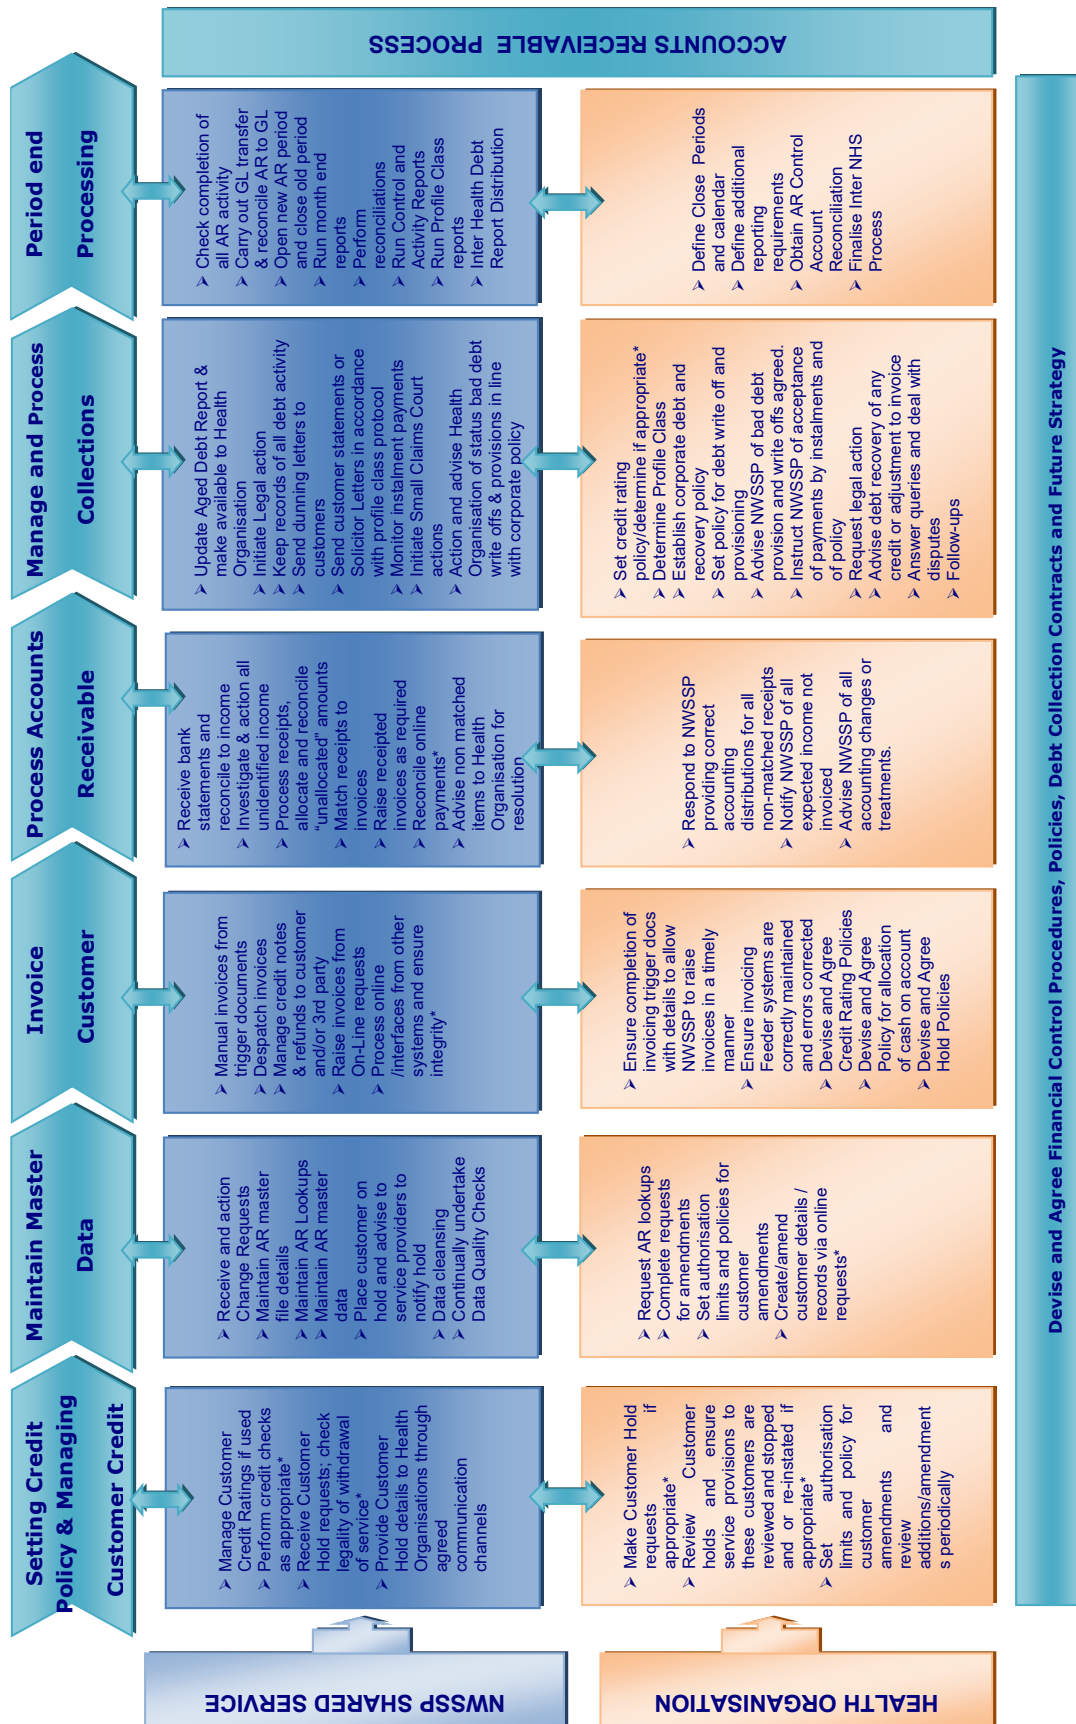 Setting Credit
Policy & Managing
Customer Credit
Maintain Master
Data
Invoice
Customer
Process Accounts
Receivable
Manage and Process
Collections
Period end
Processing
NWSSP SHARED SERVICE
➢ Manage Customer
Credit Ratings if used
➢ Perform credit checks
as appropriate*
➢ Receive Customer
Hold requests; check
legality of withdrawal
of service*
➢ Provide Customer
Hold details to Health
Organisations through
agreed
communication
channels
➢ Receive and action
Change Requests
➢ Maintain AR master
file details
➢ Maintain AR Lookups
➢ Maintain AR master
data
➢ Place customer on
hold and advise to
service providers to
notify hold
➢ Data cleansing
➢ Continually undertake
Data Quality Checks
➢ Manual invoices from
trigger documents
➢ Despatch invoices
➢ Manage credit notes
& refunds to customer
and/or 3rd party
➢ Raise invoices from
On-Line requests
➢ Process online
/interfaces from other
systems and ensure
integrity*
➢ Receive bank
statements and
reconcile to income
➢ Investigate & action all
unidentified income
➢ Process receipts,
allocate and reconcile
“unallocated” amounts
➢ Match receipts to
invoices
➢ Raise receipted
invoices as required
➢ Reconcile online
payments*
➢ Advise non matched
items to Health
Organisation for
resolution
➢ Update Aged Debt Report &
make available to Health
Organisation
➢ Initiate Legal action
➢ Keep records of all debt activity
➢ Send dunning letters to
customers
➢ Send customer statements or
Solicitor Letters in accordance
with profile class protocol
➢ Monitor instalment payments
➢ Initiate Small Claims Court
actions
➢ Action and advise Health
Organisation of status bad debt
write offs & provisions in line
with corporate policy
➢ Check completion of
all AR activity
➢ Carry out GL transfer
& reconcile AR to GL
➢ Open new AR period
and close old period
➢ Run month end
reports
➢ Perform
reconciliations
➢ Run Control and
Activity Reports
➢ Run Profile Class
reports
➢ Inter Health Debt
Report Distribution
ACCOUNTS RECEIVABLE PROCESS
HEALTH ORGANISATION
➢ Make Customer Hold
requests if
appropriate*
➢ Review Customer
holds and ensure
service provisions to
these customers are
reviewed and stopped
and or re-instated if
appropriate*
➢ Set authorisation
limits and policy for
customer
amendments and
review
additions/amendment
s periodically
➢ Request AR lookups
➢ Complete requests
for amendments
➢ Set authorisation
limits and policies for
customer
amendments
➢ Create/amend
customer details /
records via online
requests*
➢ Ensure completion of
invoicing trigger docs
with details to allow
NWSSP to raise
invoices in a timely
manner
➢ Ensure invoicing
Feeder systems are
correctly maintained
and errors corrected
➢ Devise and Agree
Credit Rating Policies
➢ Devise and Agree
Policy for allocation
of cash on account
➢ Devise and Agree
Hold Policies
➢ Respond to NWSSP
providing correct
accounting
distributions for all
non-matched receipts
➢ Notify NWSSP of all
expected income not
invoiced
➢ Advise NWSSP of all
accounting changes or
treatments.
➢ Set credit rating
policy/determine if appropriate*
➢ Determine Profile Class
➢ Establish corporate debt and
recovery policy
➢ Set policy for debt write off and
provisioning
➢ Advise NWSSP of bad debt
provision and write offs agreed.
➢ Instruct NWSSP of acceptance
of payments by instalments and
of policy
➢ Request legal action
➢ Advise debt recovery of any
credit or adjustment to invoice
➢ Answer queries and deal with
disputes
➢ Follow-ups
➢ Define Close Periods
and calendar
➢ Define additional
reporting
requirements
➢ Obtain AR Control
Account
Reconciliation
➢ Finalise Inter NHS
Process
Devise and Agree Financial Control Procedures, Policies, Debt Collection Contracts and Future Strategy